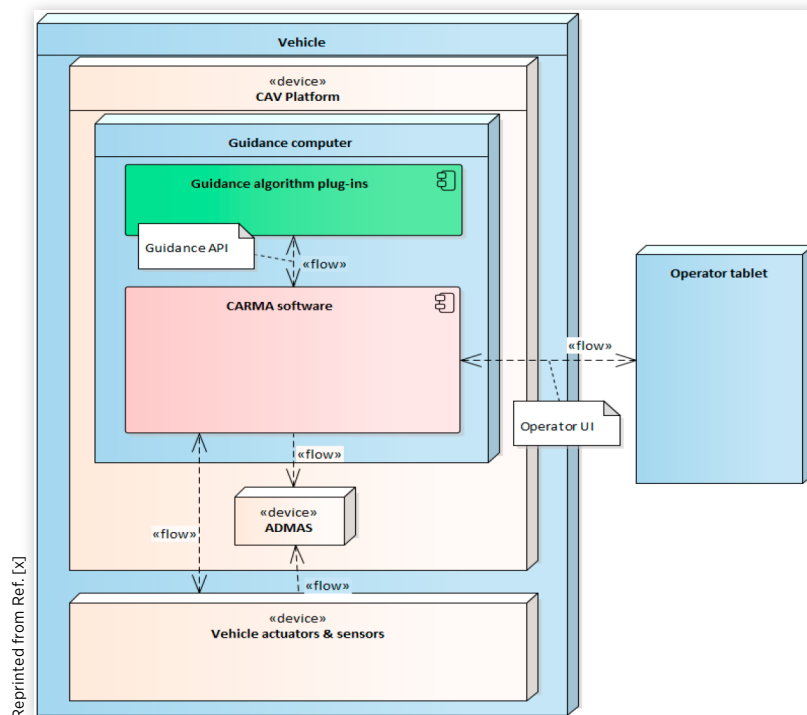 Vehicle
«device»
CAV Platform
Guidance computer
Guidance algorithm plug-ins
Guidance API
«flow»
CARMA software
Operator tablet
«flow»
Operator UI
«flow»
«device»
ADMAS
«flow»
«flow»
«device»
Vehicle actuators & sensors
Reprinted from Ref. [x]